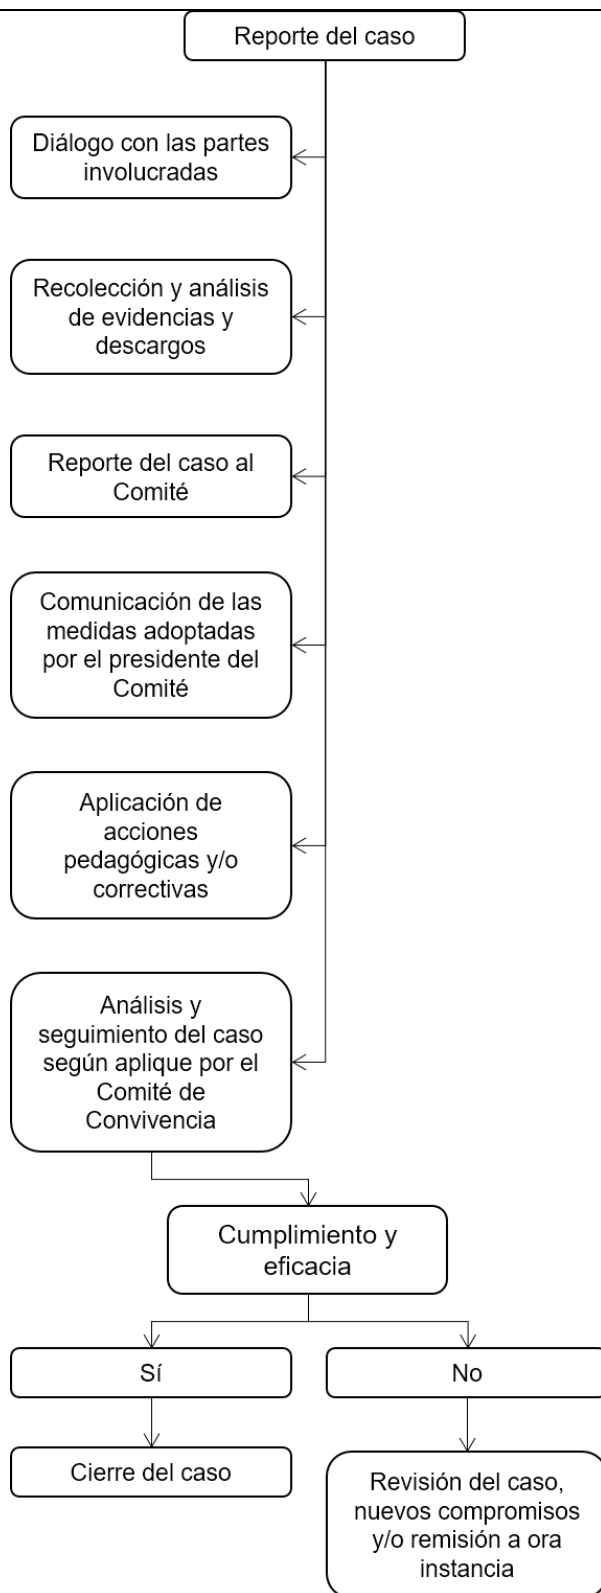 Reporte del caso
Diálogo con las partes
involucradas
Recolección y análisis
de evidencias y
descargos
Reporte del caso al
Comité
Comunicación de las
medidas adoptadas
por el presidente del
Comité
Aplicación de
acciones
pedagógicas y/o
correctivas
Análisis y
seguimiento del caso
según aplique por el
Comité de
Convivencia
Cumplimiento y
eficacia
Sí
No
Cierre del caso
Revisión del caso,
nuevos compromisos
y/o remisión a ora
instancia